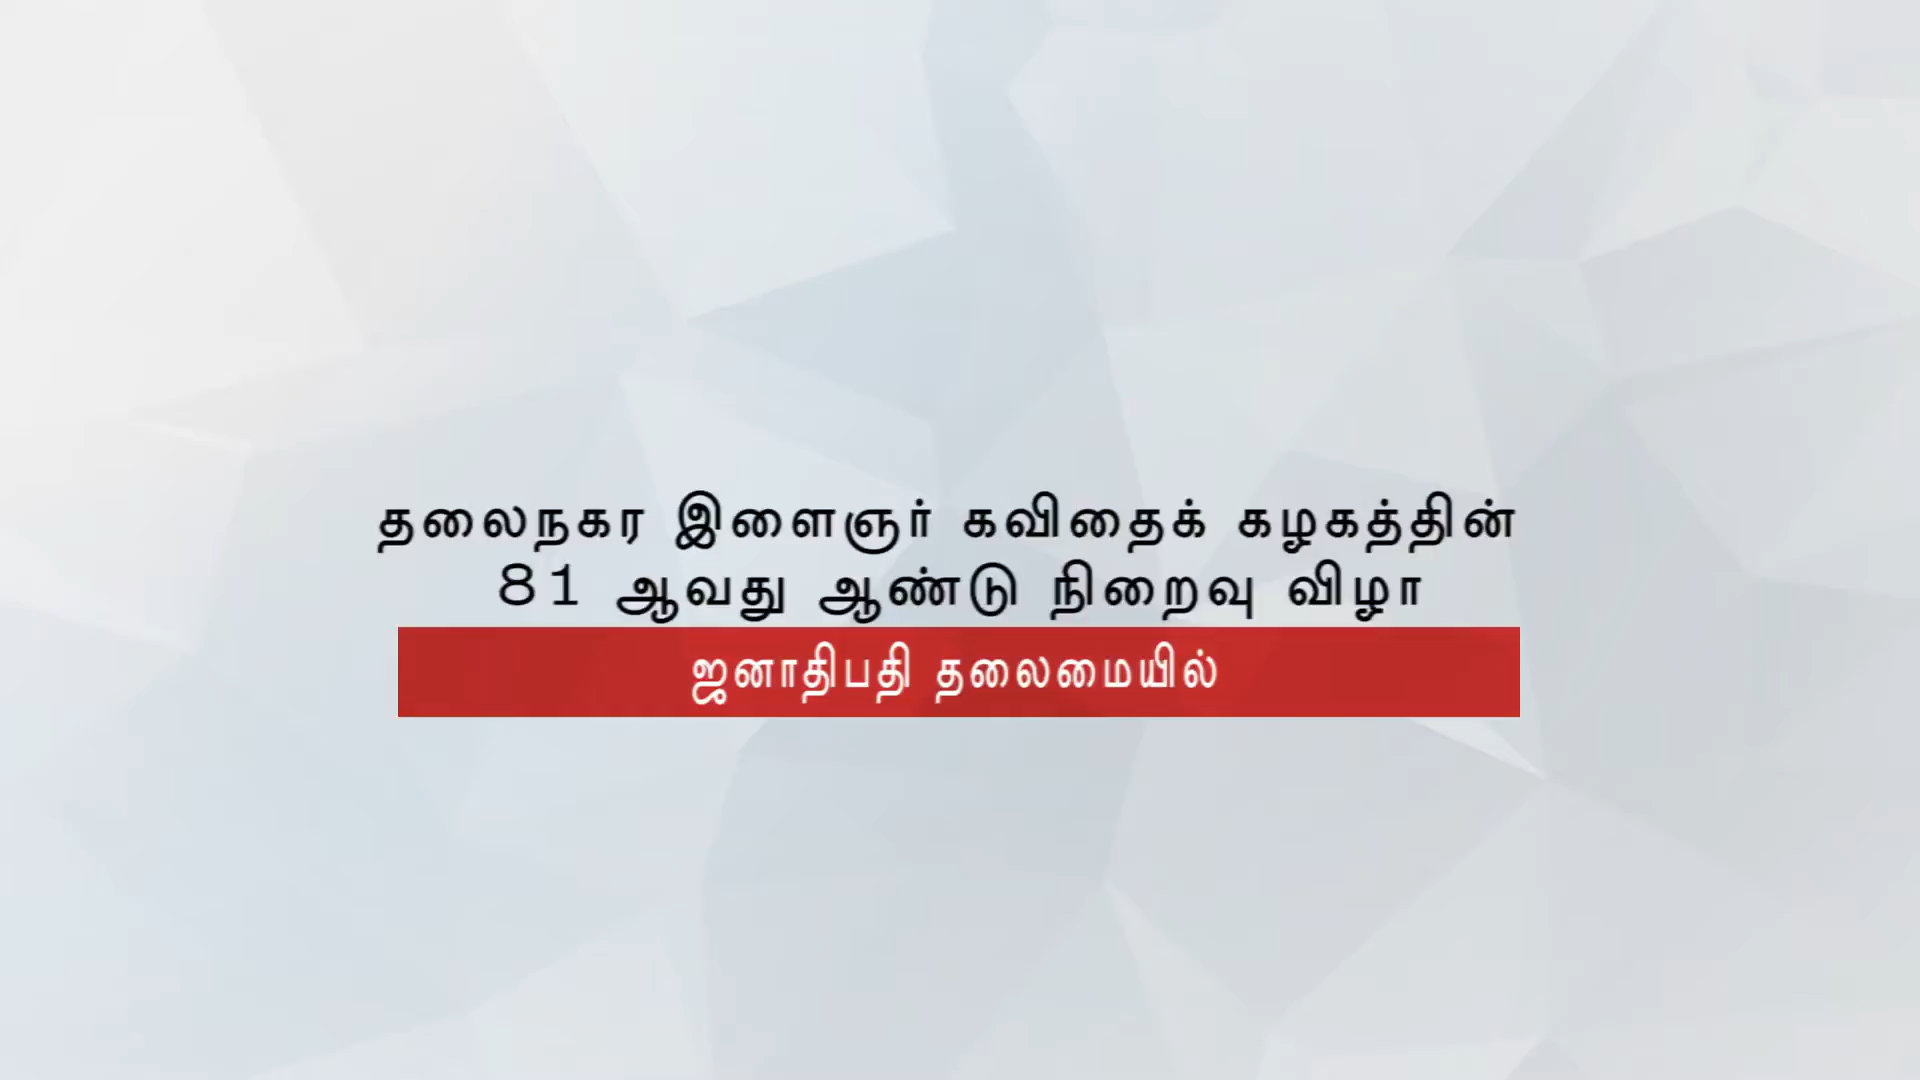 தலைநகர இளைஞர் கவிதைக் கழகத்தின்
81 ஆவது ஆண்டு நிறைவு விழா
ஜனாதிபதி தலைமையில்